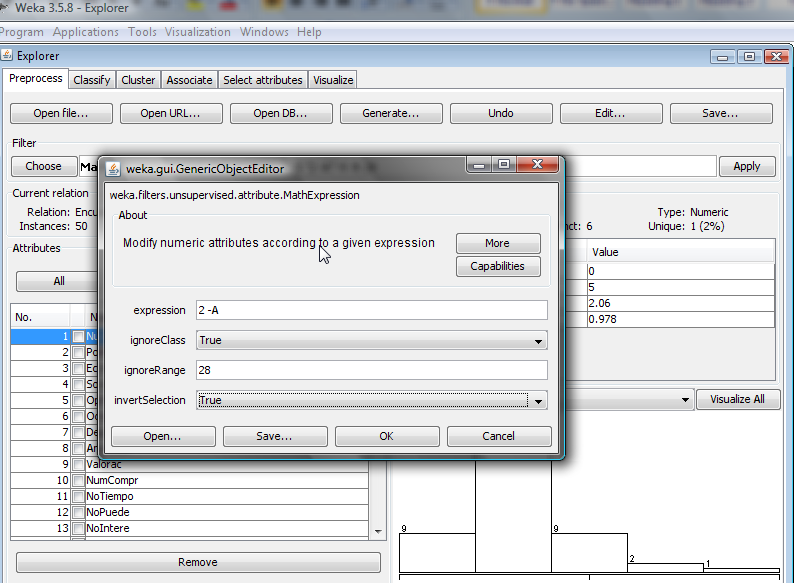 Weka 3.5.8 - Explorer
Program Applications Tools Visualization Windows Help
Explorer
Preprocess Classify Cluster Associate Select attributes Visualize
Open file... Open URL... Open DB... Generate... Undo Edit... Save...
Filter
Choose Ma Apply
weka.gui.GenericObjectEditor
weka.filters.unsupervised.attribute.MathExpression
About
Modify numeric attributes according to a given expression
More
Capabilities
expression 2 -A
ignoreClass True
ignoreRange 28
invertSelection True
Open... Save... OK Cancel
Current relation
Relation: Encu
Instances: 50
Attributes
All
No. N
1 Nu
2 Po
3 Ed
4 So
5 Op
6 Oc
7 De
8 An
9 Valorac
10 NumCompr
11 NoTiempo
12 NoPuede
13 NoIntere
Remove
Type: Numeric
nct: 6 Unique: 1 (2%)
Value
0
5
2.06
0.978
Visualize All
9
9
2
1